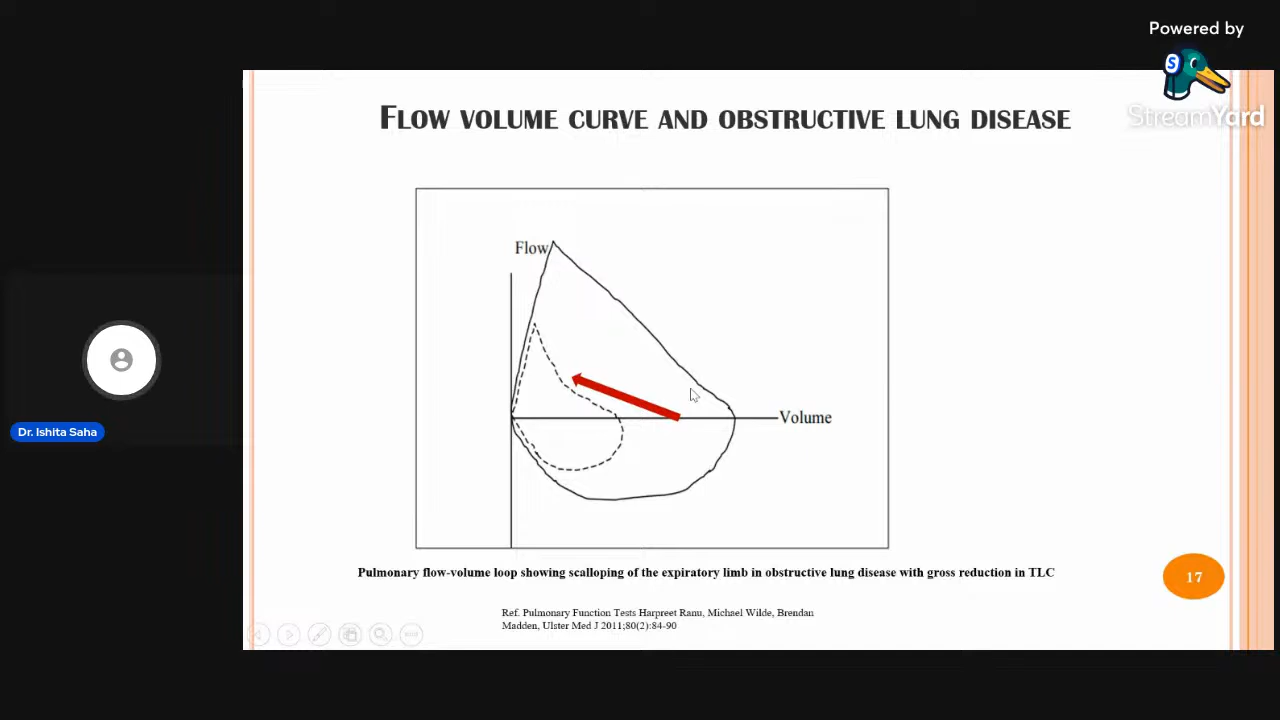 Powered by
S
StreamYard
FLOW VOLUME CURVE AND OBSTRUCTIVE LUNG DISEASE
Flow
Volume
Dr. Ishita Saha
Pulmonary flow-volume loop showing scalloping of the expiratory limb in obstructive lung disease with gross reduction in TLC
17
Ref. Pulmonary Function Tests Harpreet Ranu, Michael Wilde, Brendan
Madden, Ulster Med J 2011;80(2):84-90